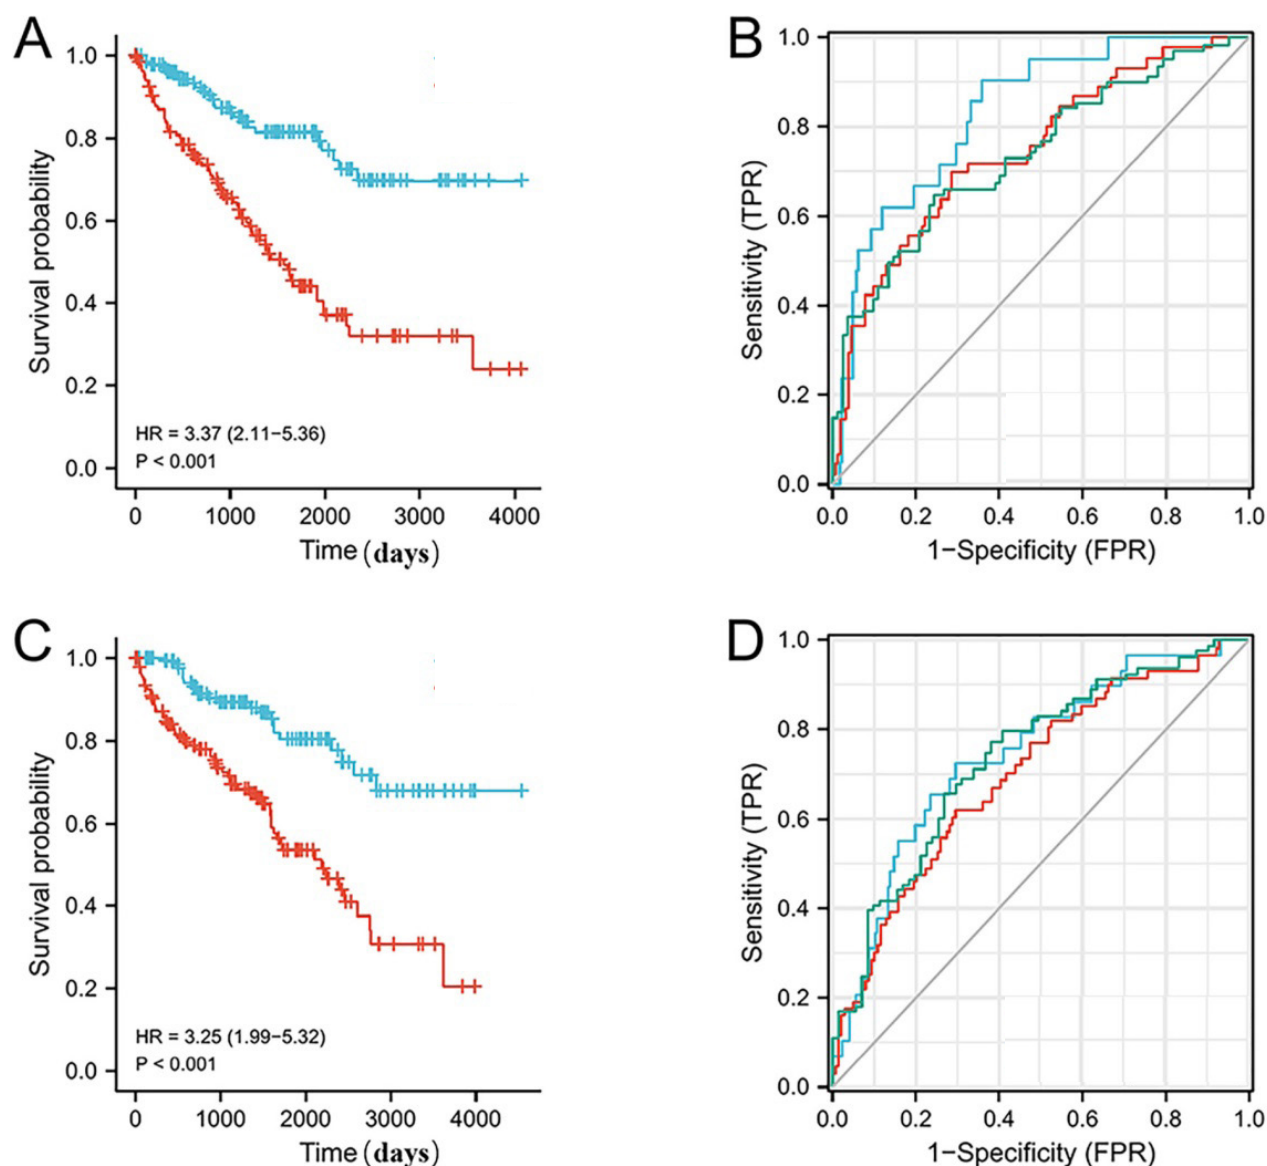 A
Survival probability
1.0
0.8
0.6
0.4
0.2
0.0
HR = 3.37 (2.11−5.36)
P < 0.001
0 1000 2000 3000 4000
Time (days)
B
Sensitivity (TPR)
1.0
0.8
0.6
0.4
0.2
0.0
0.0 0.2 0.4 0.6 0.8 1.0
1−Specificity (FPR)
C
Survival probability
1.0
0.8
0.6
0.4
0.2
0.0
HR = 3.25 (1.99−5.32)
P < 0.001
0 1000 2000 3000 4000
Time (days)
D
Sensitivity (TPR)
1.0
0.8
0.6
0.4
0.2
0.0
0.0 0.2 0.4 0.6 0.8 1.0
1−Specificity (FPR)